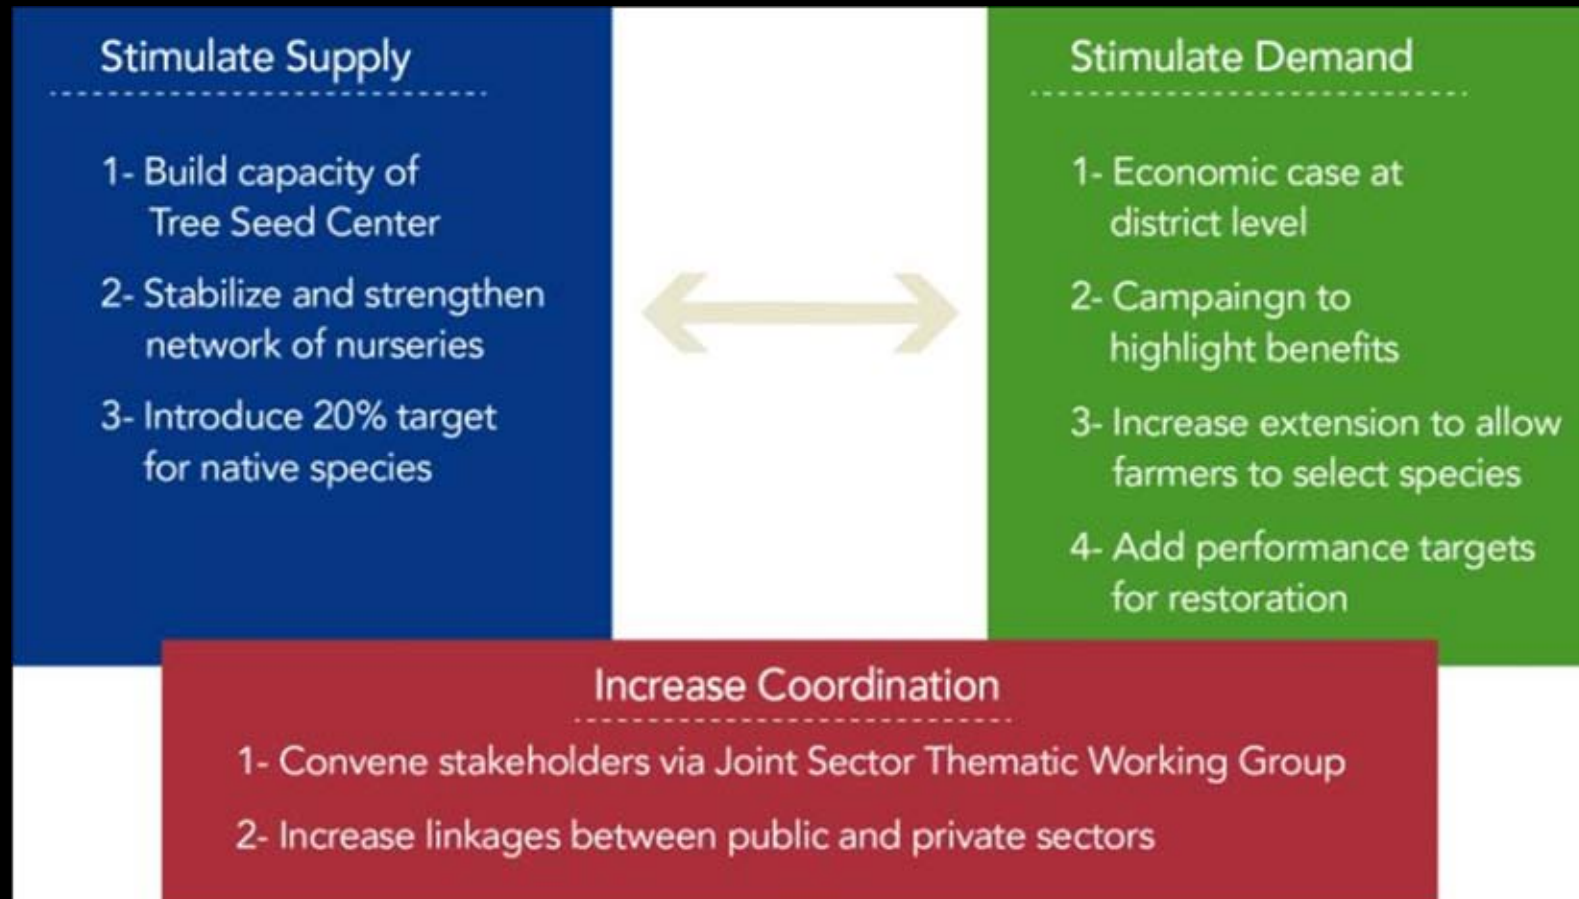 Stimulate Supply
1- Build capacity of
Tree Seed Center
2- Stabilize and strengthen
network of nurseries
3- Introduce 20% target
for native species
Stimulate Demand
1- Economic case at
district level
2- Campaingn to
highlight benefits
3- Increase extension to allow
farmers to select species
4- Add performance targets
for restoration
Increase Coordination
1- Convene stakeholders via Joint Sector Thematic Working Group
2- Increase linkages between public and private sectors